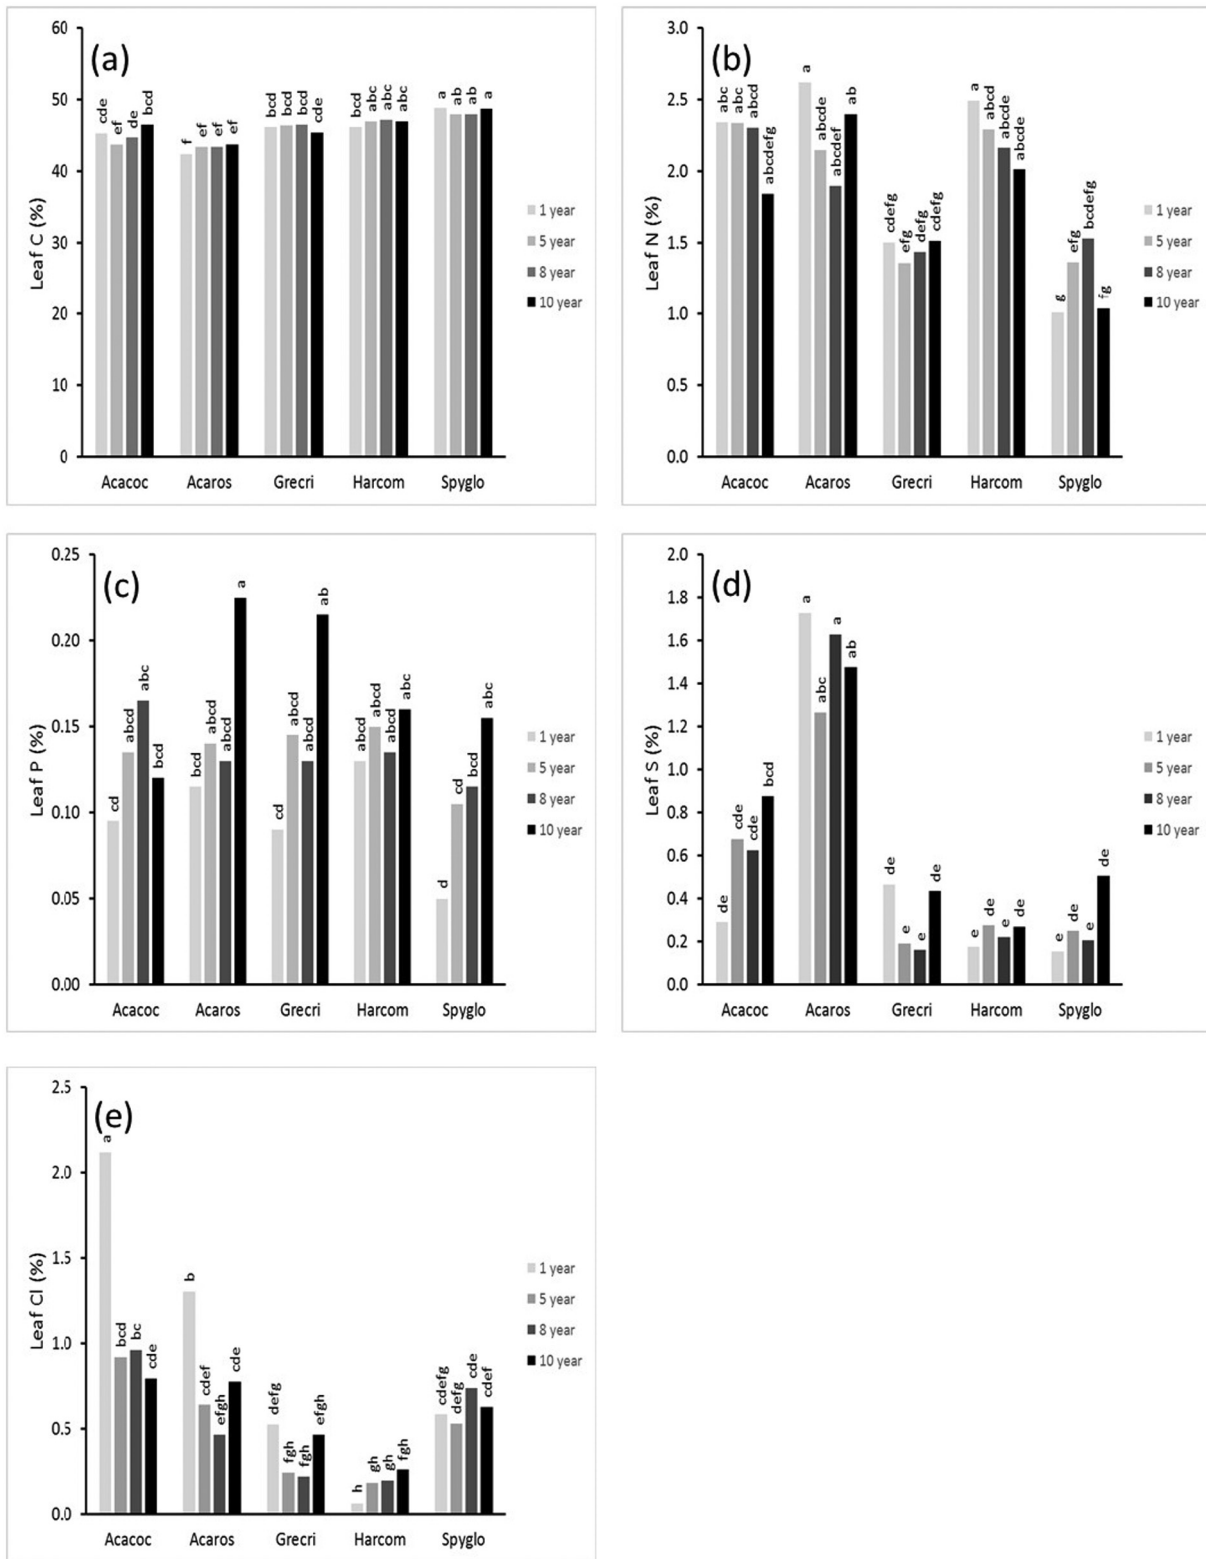 (a)
Leaf C (%)
60
50
40
30
20
10
0
cde ef de bcd
f ef ef ef
bcd bcd bcd cde
bcd abc abc abc
a ab ab a
Acacoc Acaros Grecri Harcom Spyglo
1 year
5 year
8 year
10 year
(b)
Leaf N (%)
3.0
2.5
2.0
1.5
1.0
0.5
0.0
abc abc abcd abcdefg
a abcde abcdef ab
cdefg efg defg cdefg
a abcd abcde abcde
g efg bcdefg fg
Acacoc Acaros Grecri Harcom Spyglo
1 year
5 year
8 year
10 year
(c)
Leaf P (%)
0.25
0.20
0.15
0.10
0.05
0.00
cd abcd abc bcd
bcd abcd abcd a
cd abcd abcd ab
abcd abcd abcd abc
d cd bcd abc
Acacoc Acaros Grecri Harcom Spyglo
1 year
5 year
8 year
10 year
(d)
Leaf S (%)
2.0
1.8
1.6
1.4
1.2
1.0
0.8
0.6
0.4
0.2
0.0
de cde cde bcd
a abc a ab
de e e de
e de e de
e de e de
Acacoc Acaros Grecri Harcom Spyglo
1 year
5 year
8 year
10 year
(e)
Leaf Cl (%)
2.5
2.0
1.5
1.0
0.5
0.0
a bcd bc cde
b cdef efgh cde
defg fgh fgh efgh
h gh gh fgh
cdefg defg cde cdef
Acacoc Acaros Grecri Harcom Spyglo
1 year
5 year
8 year
10 year